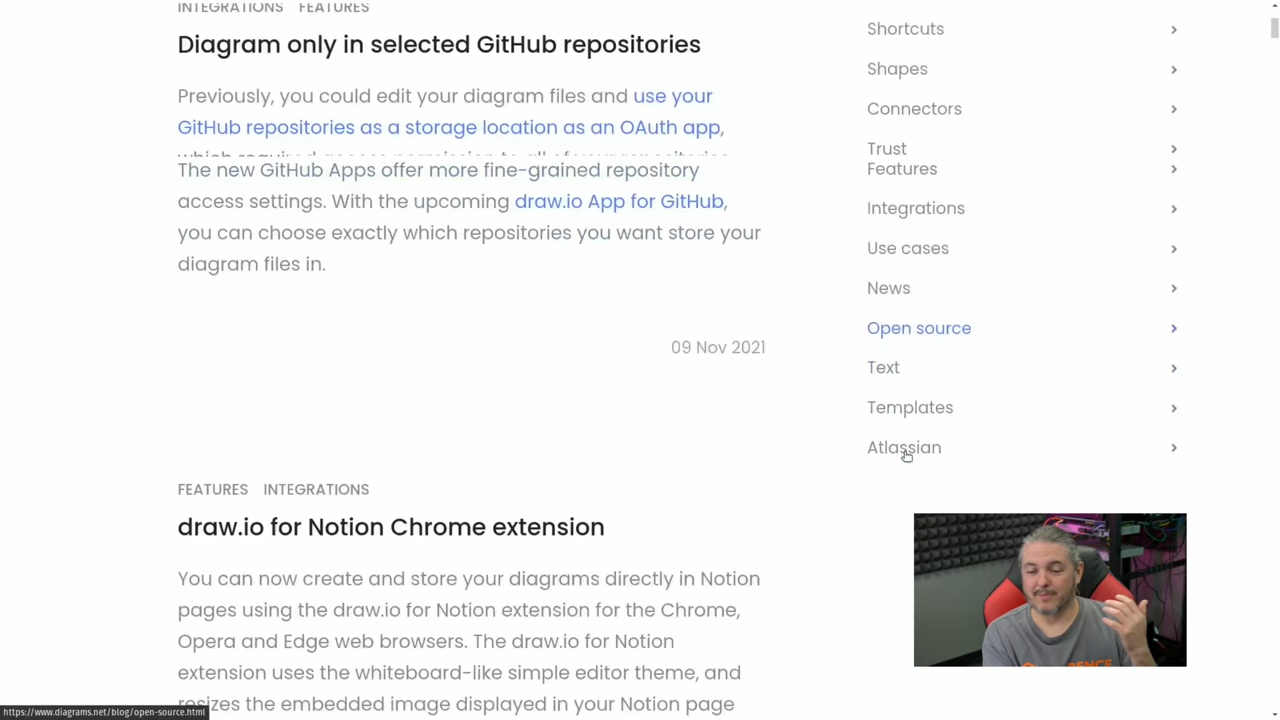 INTEGRATIONS FEATURES
Diagram only in selected GitHub repositories
Previously, you could edit your diagram files and use your
GitHub repositories as a storage location as an OAuth app,
which required access permission to all of your repositories
The new GitHub Apps offer more fine-grained repository
access settings. With the upcoming draw.io App for GitHub,
you can choose exactly which repositories you want store your
diagram files in.
09 Nov 2021
FEATURES INTEGRATIONS
draw.io for Notion Chrome extension
You can now create and store your diagrams directly in Notion
pages using the draw.io for Notion extension for the Chrome,
Opera and Edge web browsers. The draw.io for Notion
extension uses the whiteboard-like simple editor theme, and
resizes the embedded image displayed in your Notion page
Shortcuts
Shapes
Connectors
Trust
Features
Integrations
Use cases
News
Open source
Text
Templates
Atlassian
https://www.diagrams.net/blog/open-source.html